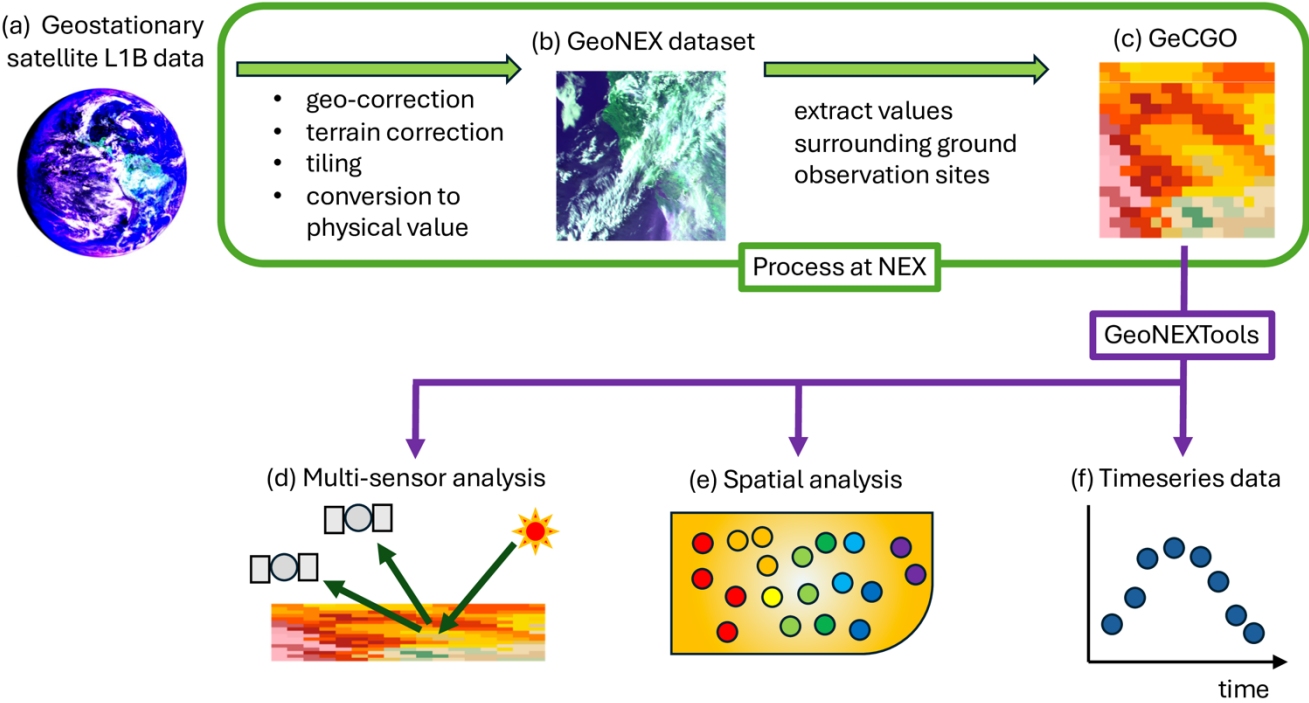 (a) Geostationary
satellite L1B data
• geo-correction
• terrain correction
• tiling
• conversion to
physical value
(b) GeoNEX dataset
extract values
surrounding ground
observation sites
(c) GeCGO
Process at NEX
GeoNEXTools
(d) Multi-sensor analysis
(e) Spatial analysis
(f) Timeseries data
time